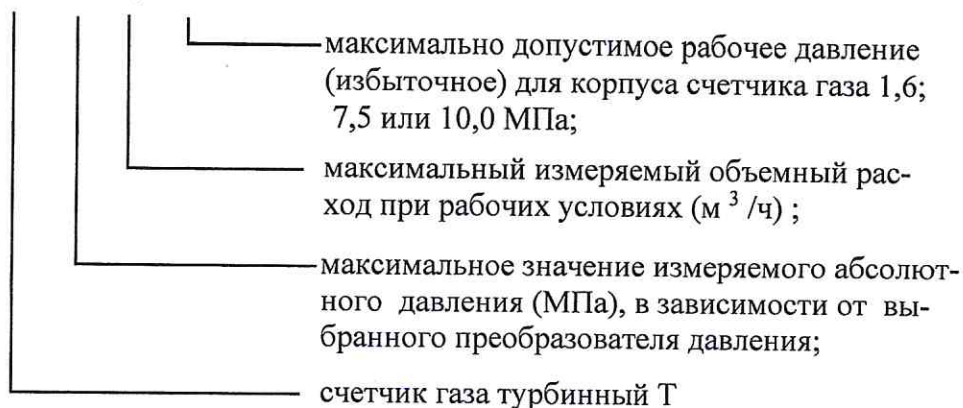 максимально допустимое рабочее давление
(избыточное) для корпуса счетчика газа 1,6;
7,5 или 10,0 МПа;
максимальный измеряемый объемный рас-
ход при рабочих условиях (м ³ /ч) ;
максимальное значение измеряемого абсолют-
ного давления (МПа), в зависимости от вы-
бранного преобразователя давления;
счетчик газа турбинный Т